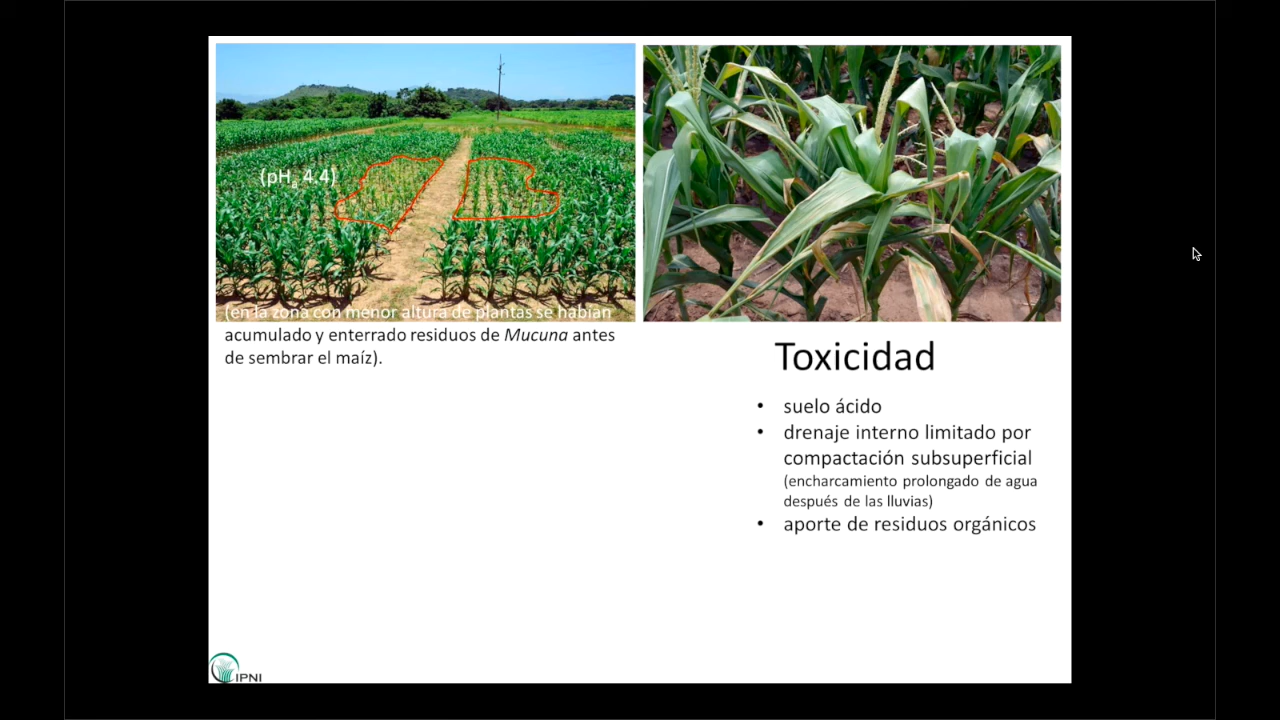 (pHa 4.4)
(en la zona con menor altura de plantas se habían
acumulado y enterrado residuos de Mucuna antes
de sembrar el maíz).
Toxicidad
• suelo ácido
• drenaje interno limitado por
compactación subsuperficial
(encharcamiento prolongado de agua
después de las lluvias)
• aporte de residuos orgánicos
IPNI